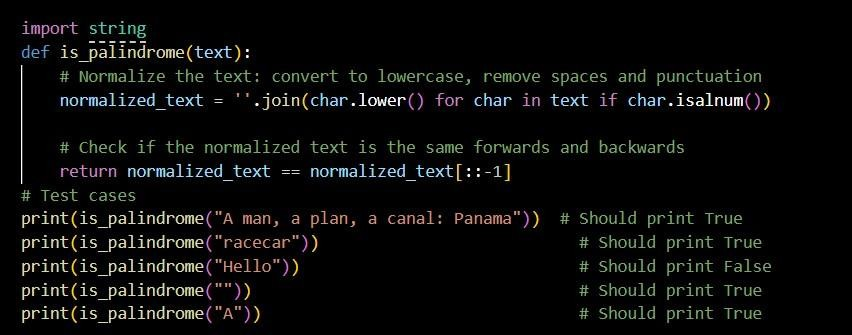 import string
def is_palindrome(text):
    # Normalize the text: convert to lowercase, remove spaces and punctuation
    normalized_text = ''.join(char.lower() for char in text if char.isalnum())

    # Check if the normalized text is the same forwards and backwards
    return normalized_text == normalized_text[::-1]
# Test cases
print(is_palindrome("A man, a plan, a canal: Panama"))  # Should print True
print(is_palindrome("racecar"))                           # Should print True
print(is_palindrome("Hello"))                             # Should print False
print(is_palindrome(""))                                  # Should print True
print(is_palindrome("A"))                                 # Should print True